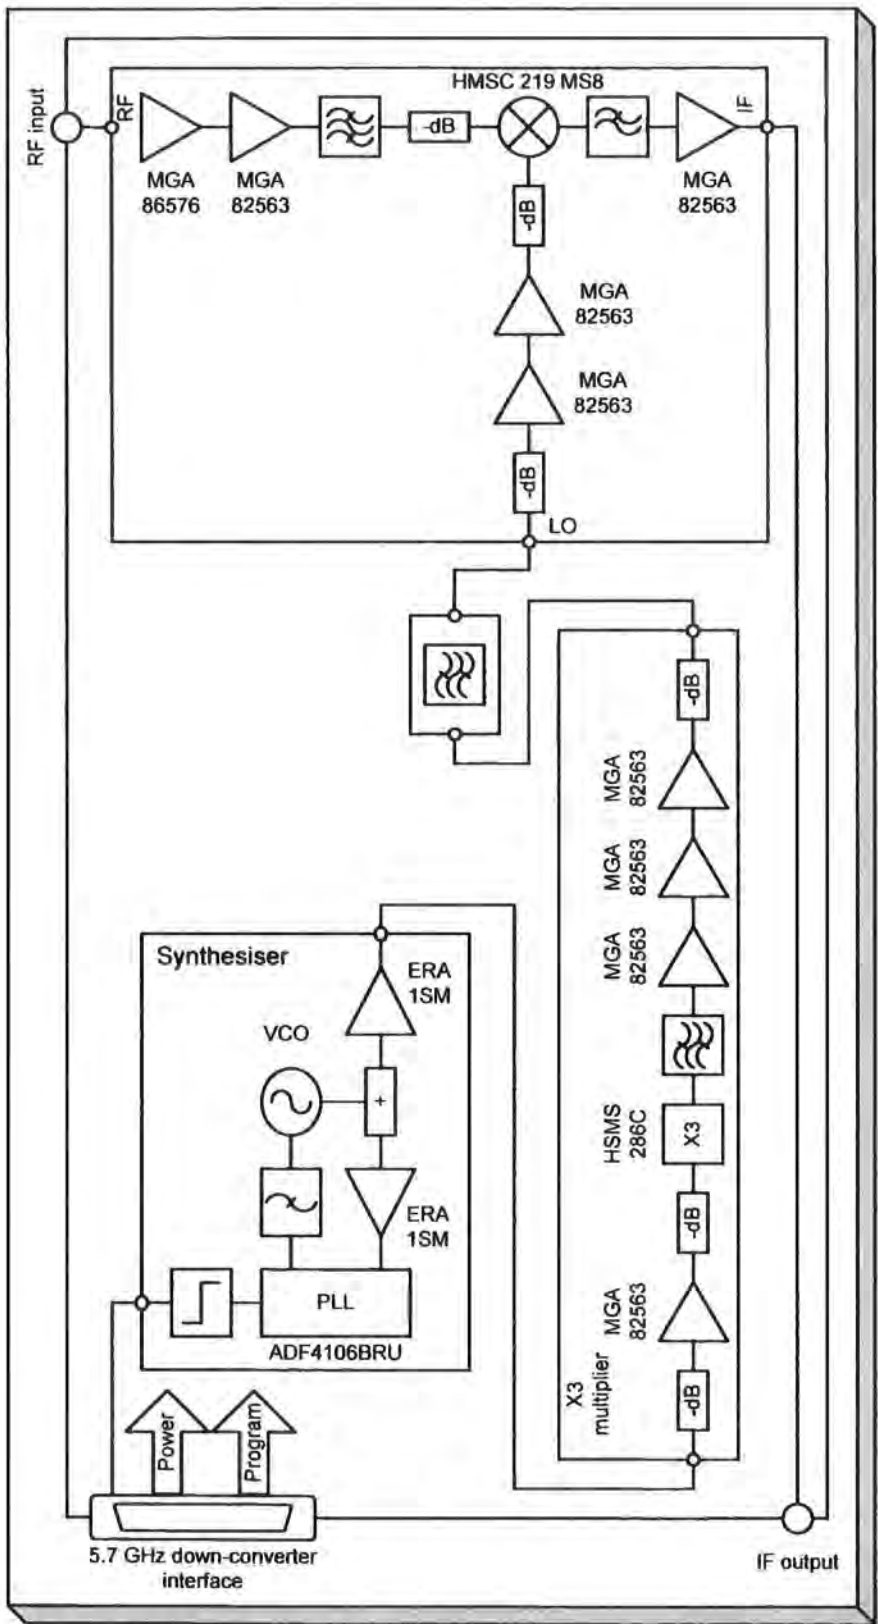 HMSC 219 MS8
RF input
RF
-dB
IF
MGA
86576
MGA
82563
MGA
82563
-dB
MGA
82563
MGA
82563
-dB
LO
-dB
MGA
82563
MGA
82563
MGA
82563
Synthesiser
ERA
1SM
VCO
+
HSMS
286C
X3
ERA
1SM
-dB
PLL
MGA
82563
ADF4106BRU
X3
multiplier
-dB
Power
Program
5.7 GHz down-converter
interface
IF output